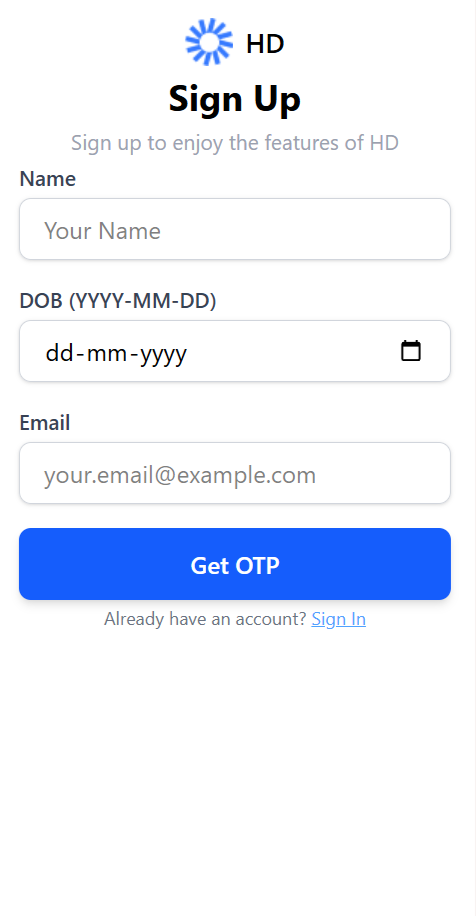 HD
Sign Up
Sign up to enjoy the features of HD
Name
Your Name
DOB (YYYY-MM-DD)
dd-mm-yyyy
Email
your.email@example.com
Get OTP
Already have an account? Sign In